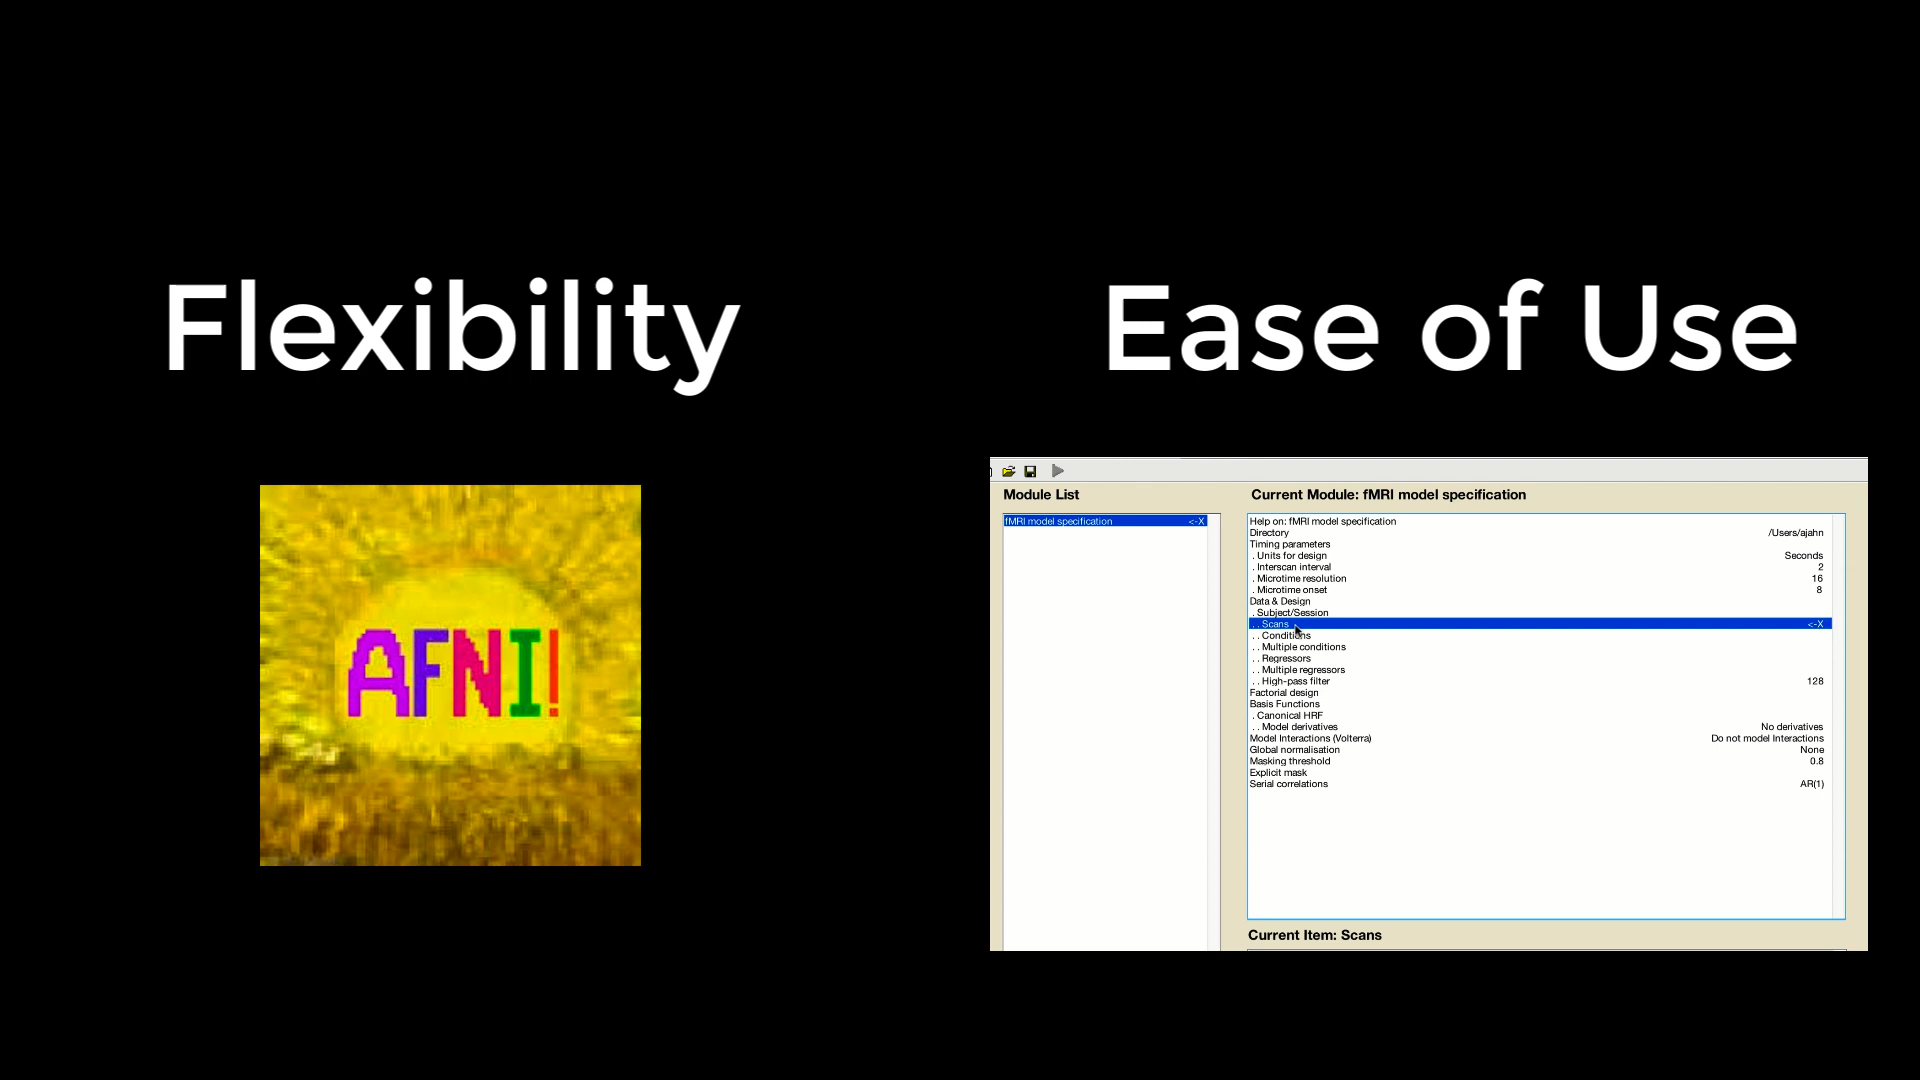 Flexibility
Ease of Use
AFNI!
Module List
fMRI model specification <-X
Current Module: fMRI model specification
Help on: fMRI model specification
Directory /Users/ajahn
Timing parameters
. Units for design Seconds
. Interscan interval 2
. Microtime resolution 16
. Microtime onset 8
Data & Design
. Subject/Session
. . Scans <-X
. . Conditions
. . Multiple conditions
. . Regressors
. . Multiple regressors
. . High-pass filter 128
Factorial design
Basis Functions
. Canonical HRF
. . Model derivatives No derivatives
Model Interactions (Volterra) Do not model Interactions
Global normalisation None
Masking threshold 0.8
Explicit mask
Serial correlations AR(1)
Current Item: Scans